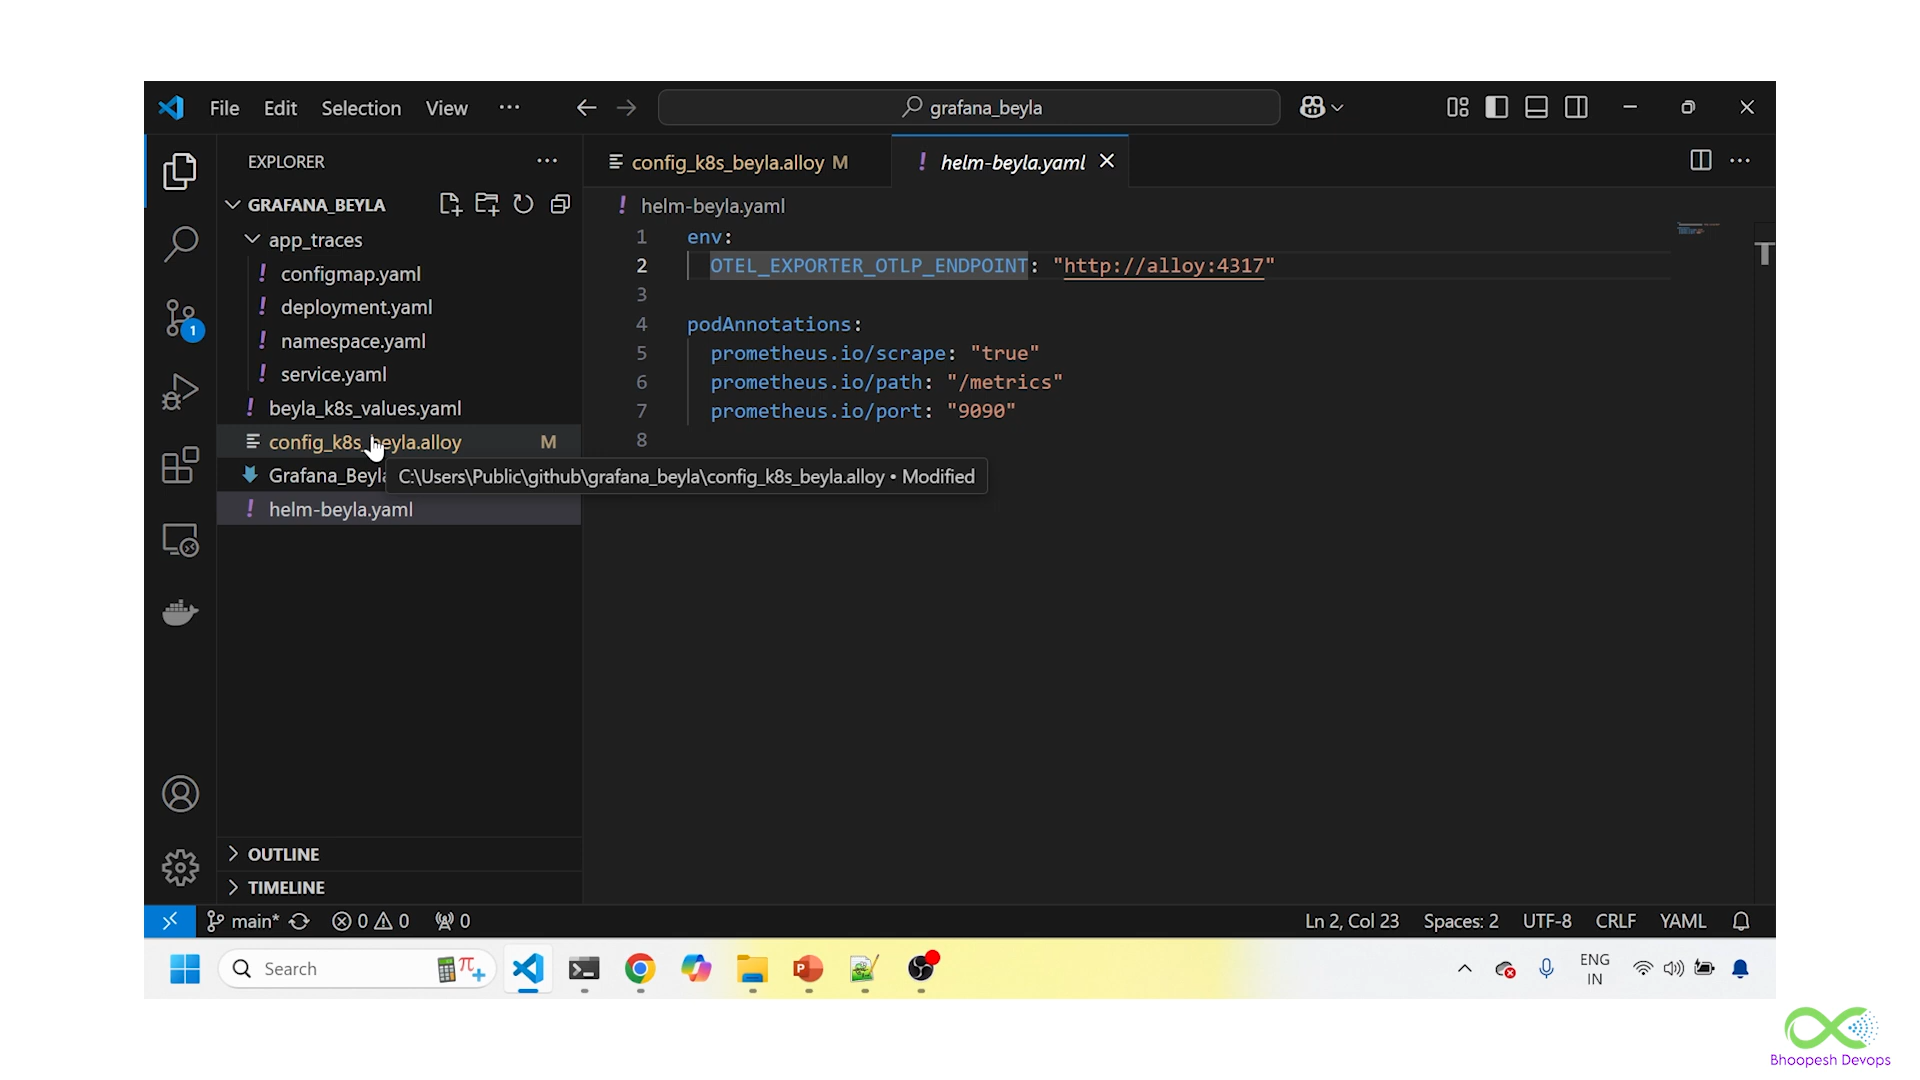 File Edit Selection View ··· grafana_beyla
EXPLORER ···
GRAFANA_BEYLA
app_traces
! configmap.yaml
! deployment.yaml
! namespace.yaml
! service.yaml
! beyla_k8s_values.yaml
config_k8s_beyla.alloy M
Grafana_Beyla
! helm-beyla.yaml
C:\Users\Public\github\grafana_beyla\config_k8s_beyla.alloy • Modified
OUTLINE
TIMELINE
config_k8s_beyla.alloy M ! helm-beyla.yaml
! helm-beyla.yaml
1 env:
2 OTEL_EXPORTER_OTLP_ENDPOINT: "http://alloy:4317"
3
4 podAnnotations:
5 prometheus.io/scrape: "true"
6 prometheus.io/path: "/metrics"
7 prometheus.io/port: "9090"
8
1
main* 0 0 0 Ln 2, Col 23 Spaces: 2 UTF-8 CRLF YAML
Search
ENG
IN
Bhoopesh Devops